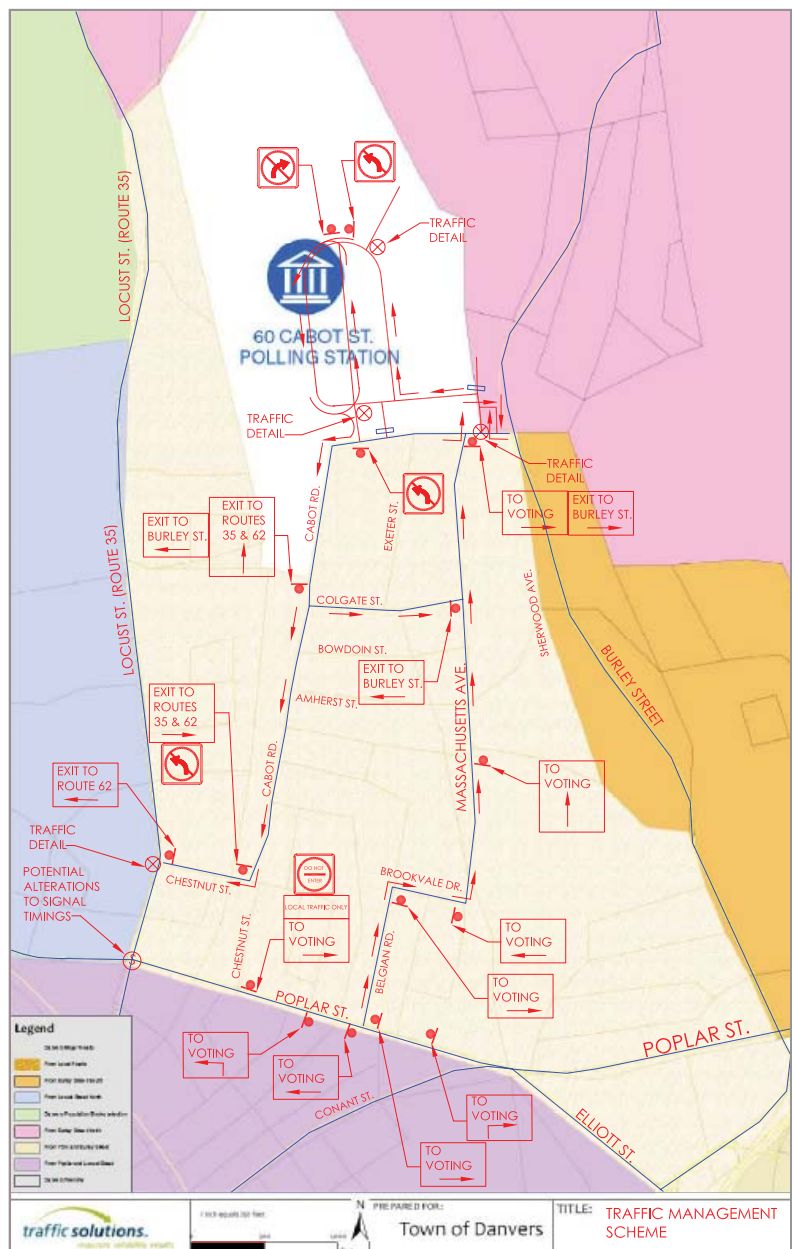 LOCUST ST. (ROUTE 35)
TRAFFIC
DETAIL
60 CABOT ST.
POLLING STATION
TRAFFIC
DETAIL
TRAFFIC
DETAIL
CABOT RD.
EXETER ST.
TO
VOTING
EXIT TO
BURLEY ST.
EXIT TO
BURLEY ST.
EXIT TO
ROUTES
35 & 62
LOCUST ST. (ROUTE 35)
COLGATE ST.
SHERWOOD AVE.
BOWDOIN ST.
EXIT TO
BURLEY ST.
AMHERST ST.
MASSACHUSETTS AVE.
BURLEY STREET
EXIT TO
ROUTES
35 & 62
CABOT RD.
EXIT TO
ROUTE 62
TO
VOTING
TRAFFIC
DETAIL
POTENTIAL
ALTERATIONS
TO SIGNAL
TIMINGS
S
CHESTNUT ST.
DO NOT
ENTER
LOCAL TRAFFIC ONLY
TO
VOTING
BROOKVALE DR.
CHESTNUT ST.
BELGIAN RD.
TO
VOTING
TO
VOTING
POPLAR ST.
POPLAR ST.
TO
VOTING
TO
VOTING
CONANT ST.
TO
VOTING
TO
VOTING
ELLIOTT ST.
Legend
traffic solutions.
1 inch equals 350 feet
N
PREPARED FOR:
Town of Danvers
TITLE:
TRAFFIC MANAGEMENT
SCHEME